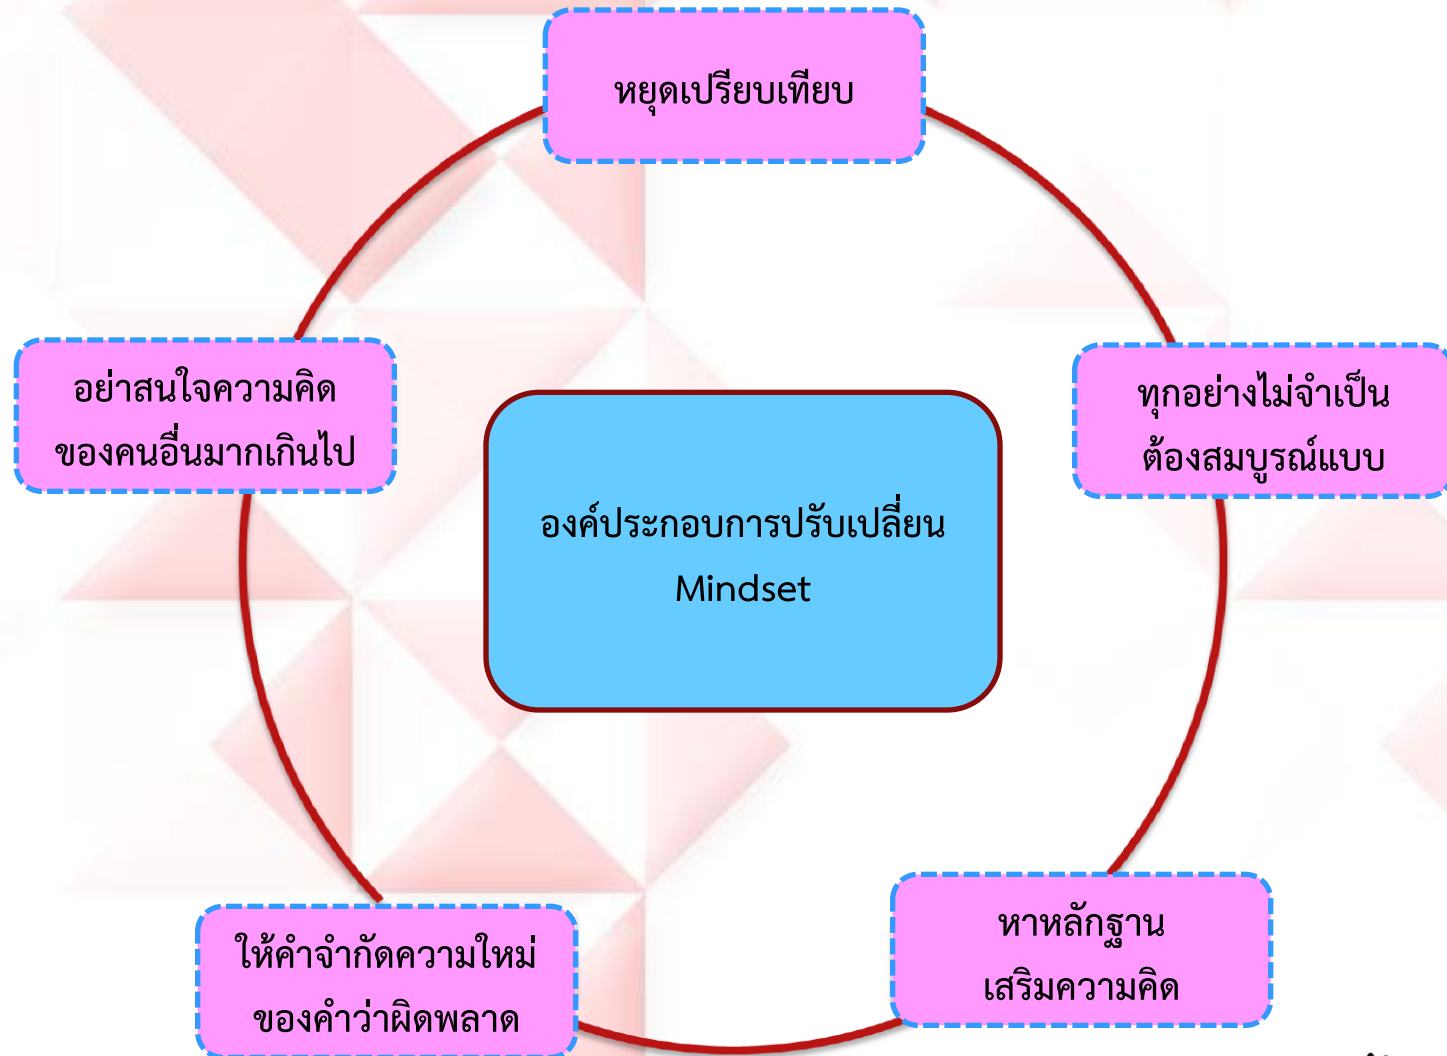 หยุดเปรียบเทียบ
อย่าสนใจความคิด
ของคนอื่นมากเกินไป
ทุกอย่างไม่จำเป็น
ต้องสมบูรณ์แบบ
องค์ประกอบการปรับเปลี่ยน
Mindset
ให้คำจำกัดความใหม่
ของคำว่าผิดพลาด
หาหลักฐาน
เสริมความคิด